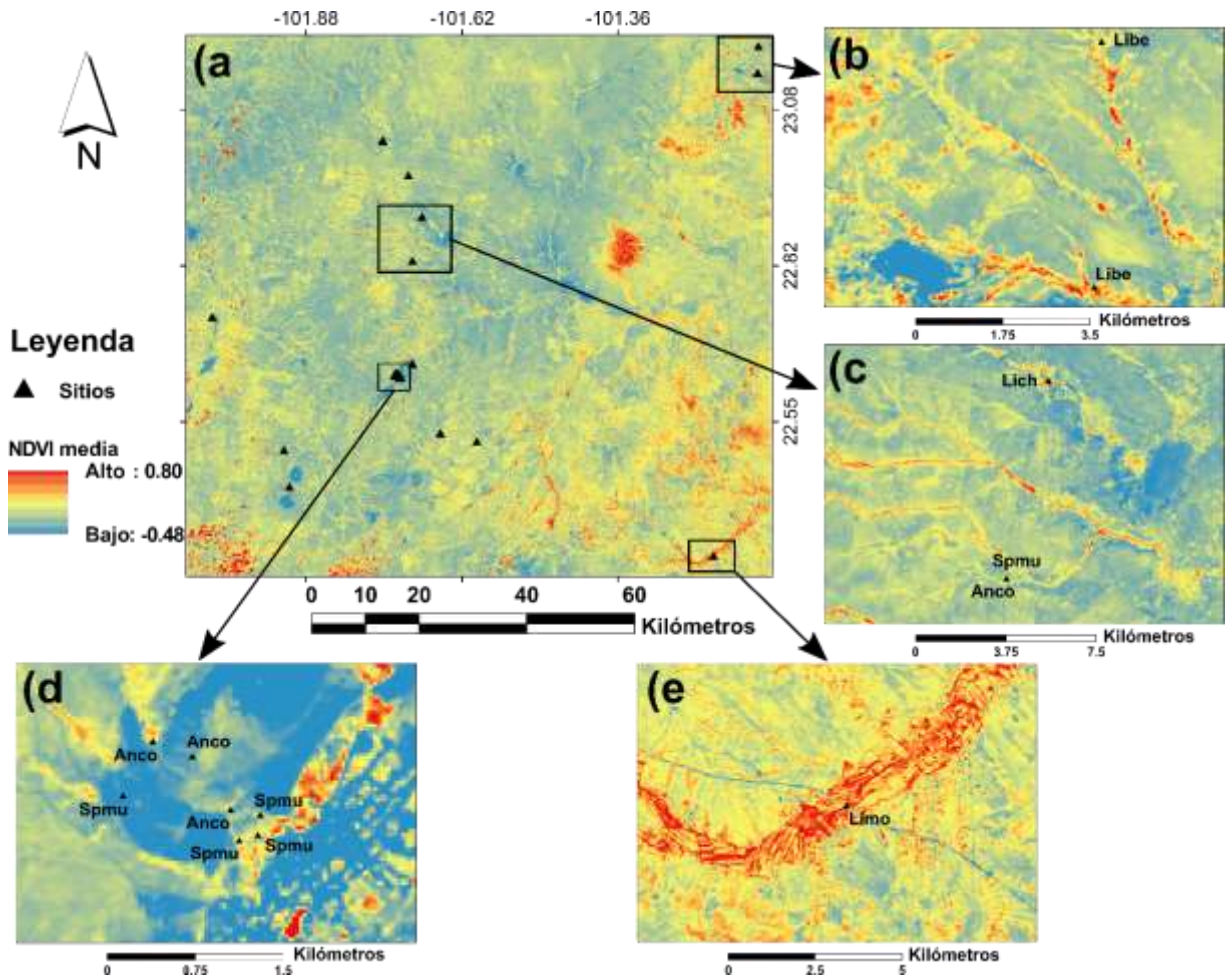 -101.88 -101.62 -101.36
(a
23.08
22.82
22.55
N
Leyenda
Sitios
NDVI media
Alto : 0.80
Bajo: -0.48
0 10 20 40 60
Kilómetros
(b
Libe
Libe
Kilómetros
0 1.75 3.5
(c
Lich
Spmu
Anco
Kilómetros
0 3.75 7.5
(d
Anco
Anco
Spmu
Anco
Spmu
Spmu
Spmu
Kilómetros
0 0.75 1.5
(e
Limo
Kilómetros
0 2.5 5